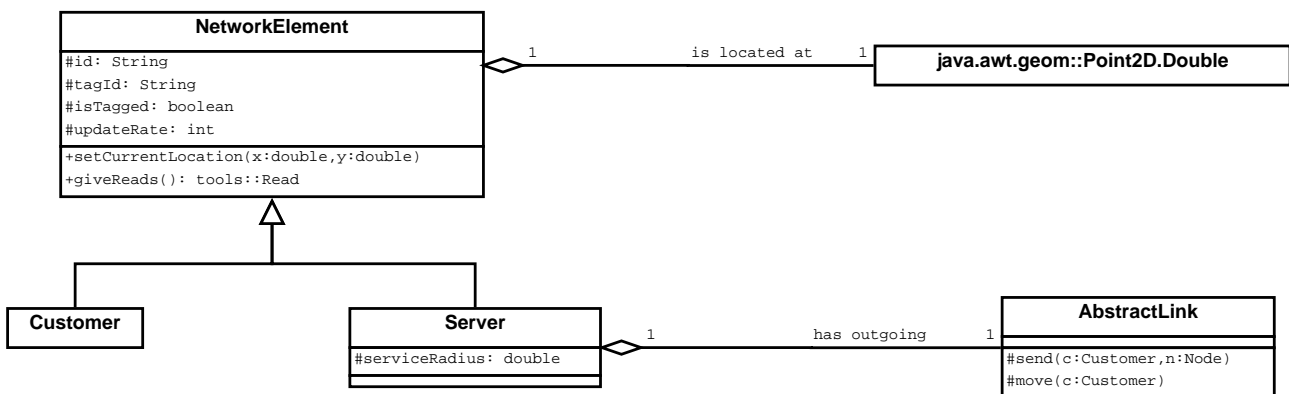 NetworkElement
#id: String
#tagId: String
#isTagged: boolean
#updateRate: int
+setCurrentLocation(x:double,y:double)
+giveReads(): tools::Read
1 is located at 1
java.awt.geom::Point2D.Double
Customer
Server
#serviceRadius: double
1 has outgoing 1
AbstractLink
#send(c:Customer,n:Node)
#move(c:Customer)